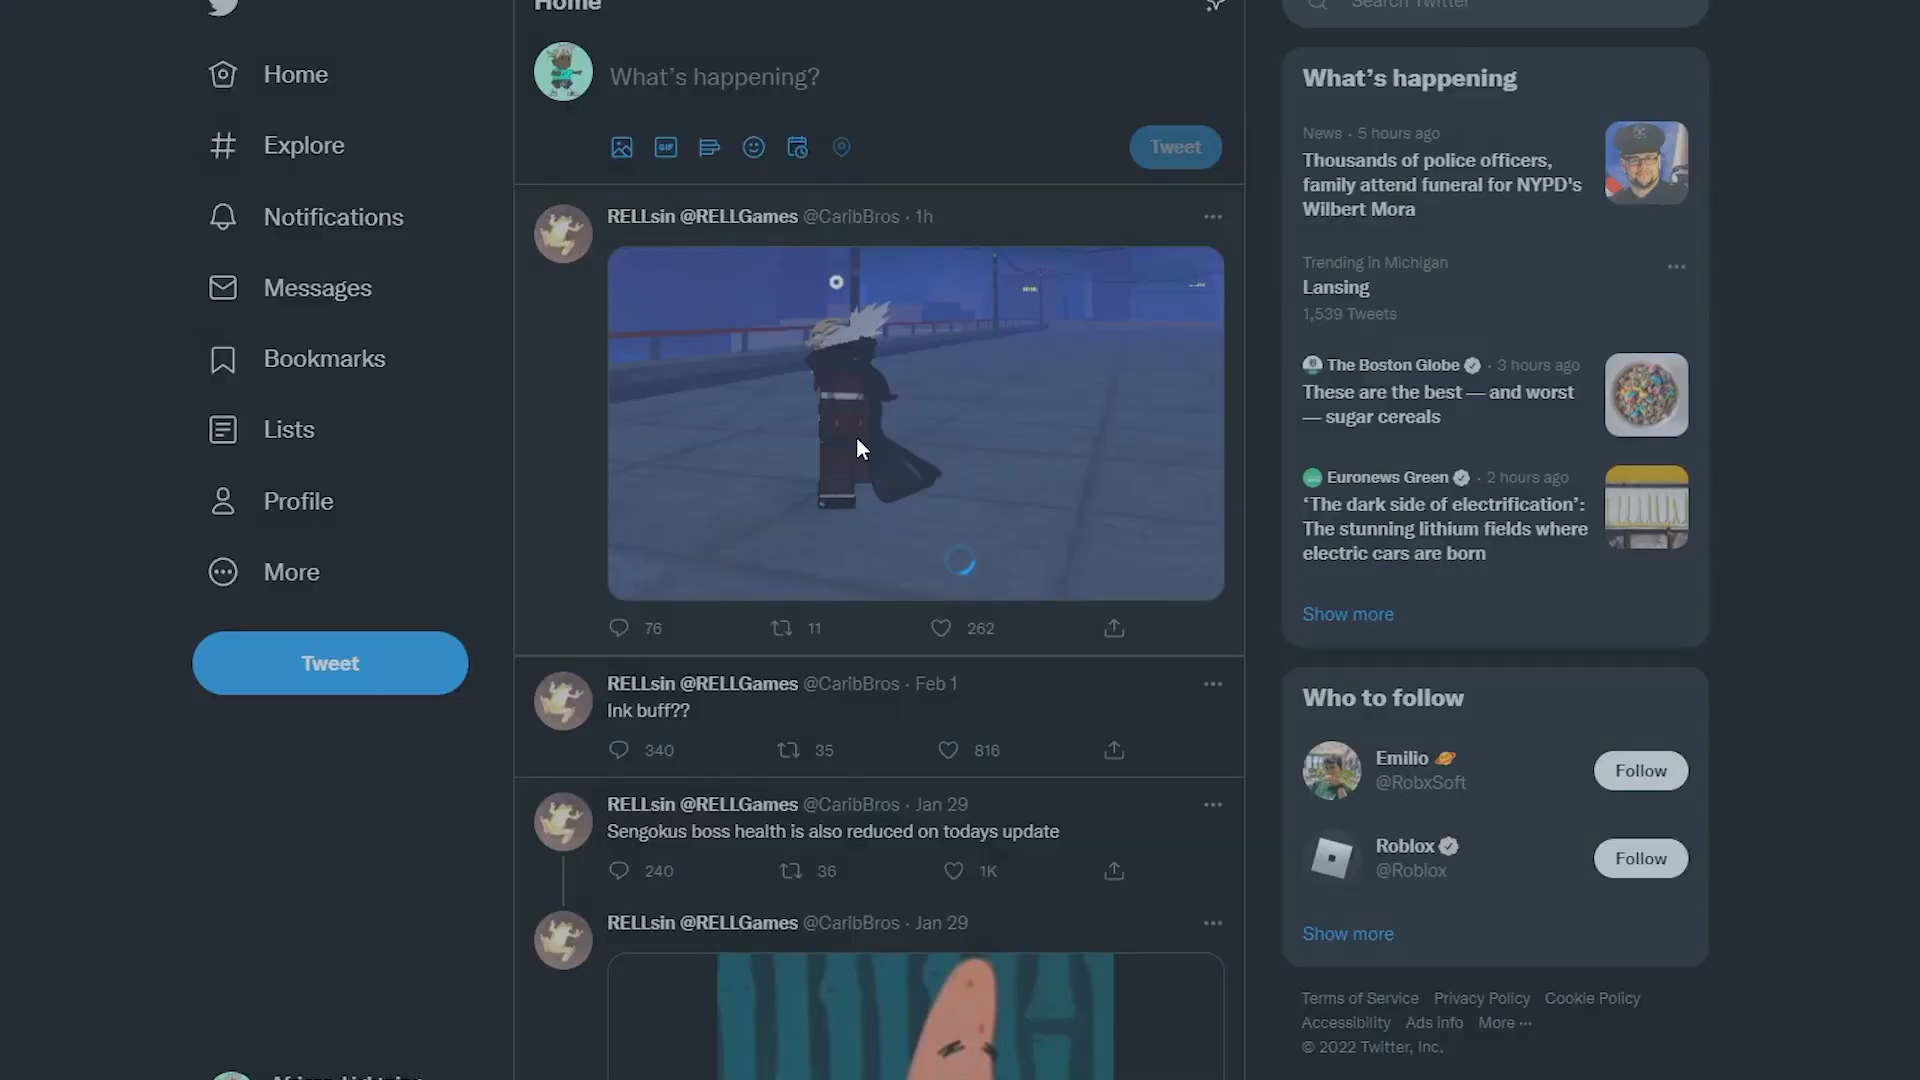 Home
Search Twitter
Home
Explore
Notifications
Messages
Bookmarks
Lists
Profile
More
Tweet
What's happening?
GIF
Tweet
RELLsin @RELLGames @CaribBros · 1h
76 11 262
RELLsin @RELLGames @CaribBros · Feb 1
Ink buff??
340 35 816
RELLsin @RELLGames @CaribBros · Jan 29
Sengokus boss health is also reduced on todays update
240 36 1K
RELLsin @RELLGames @CaribBros · Jan 29
What's happening
News · 5 hours ago
Thousands of police officers,
family attend funeral for NYPD's
Wilbert Mora
Trending in Michigan
Lansing
1,539 Tweets
The Boston Globe · 3 hours ago
These are the best — and worst
— sugar cereals
Euronews Green · 2 hours ago
‘The dark side of electrification’:
The stunning lithium fields where
electric cars are born
Show more
Who to follow
Emilio
@RobxSoft
Follow
Roblox
@Roblox
Follow
Show more
Terms of Service Privacy Policy Cookie Policy
Accessibility Ads info More ···
© 2022 Twitter, Inc.